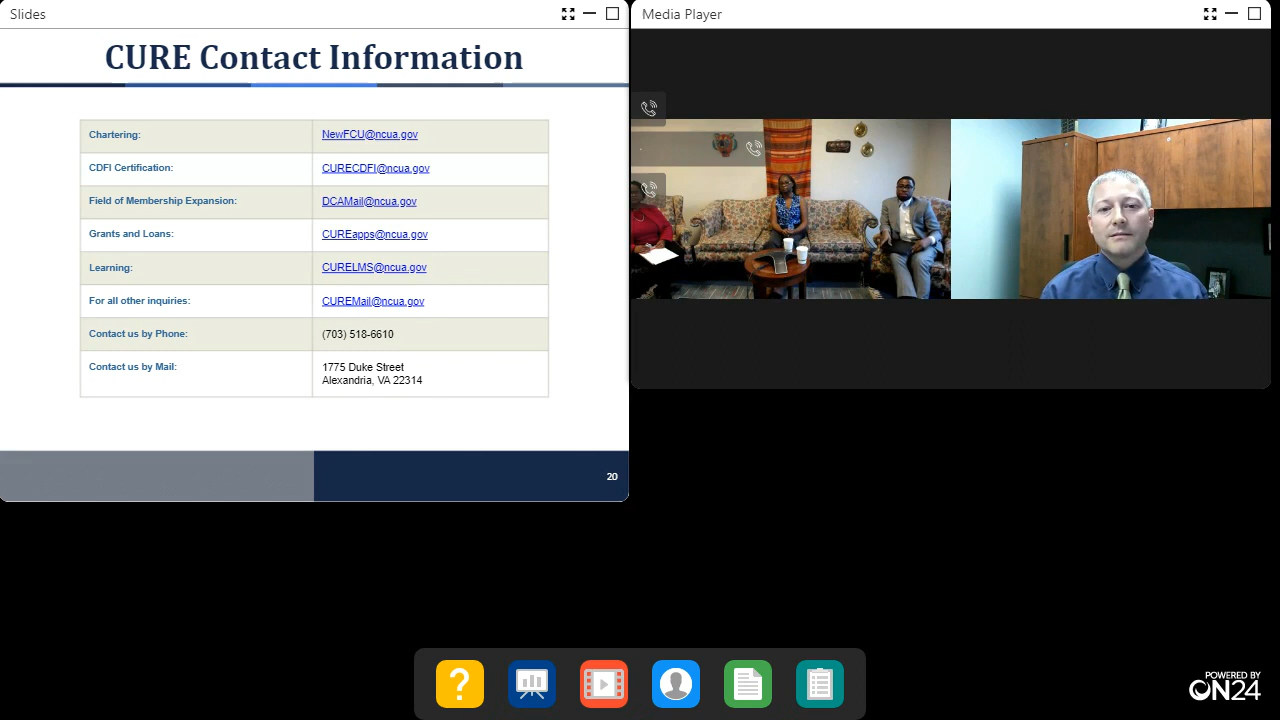 Slides
CURE Contact Information
Chartering: NewFCU@ncua.gov
CDFI Certification: CURECDFI@ncua.gov
Field of Membership Expansion: DCAMail@ncua.gov
Grants and Loans: CUREapps@ncua.gov
Learning: CURELMS@ncua.gov
For all other inquiries: CUREMail@ncua.gov
Contact us by Phone: (703) 518-6610
Contact us by Mail: 1775 Duke Street
Alexandria, VA 22314
20
Media Player
?
POWERED BY
ON24